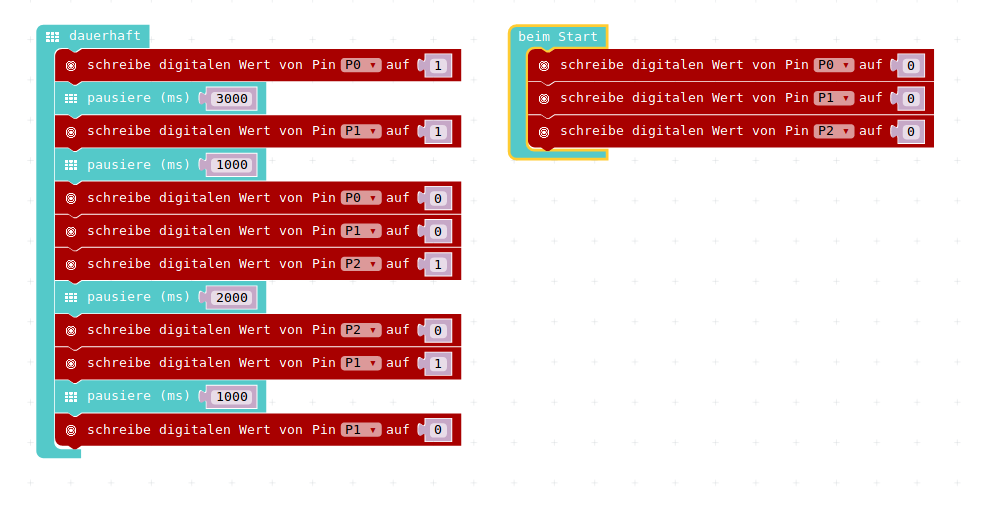 dauerhaft
schreibe digitalen Wert von Pin P0 auf 1
pausiere (ms) 3000
schreibe digitalen Wert von Pin P1 auf 1
pausiere (ms) 1000
schreibe digitalen Wert von Pin P0 auf 0
schreibe digitalen Wert von Pin P1 auf 0
schreibe digitalen Wert von Pin P2 auf 1
pausiere (ms) 2000
schreibe digitalen Wert von Pin P2 auf 0
schreibe digitalen Wert von Pin P1 auf 1
pausiere (ms) 1000
schreibe digitalen Wert von Pin P1 auf 0
beim Start
schreibe digitalen Wert von Pin P0 auf 0
schreibe digitalen Wert von Pin P1 auf 0
schreibe digitalen Wert von Pin P2 auf 0